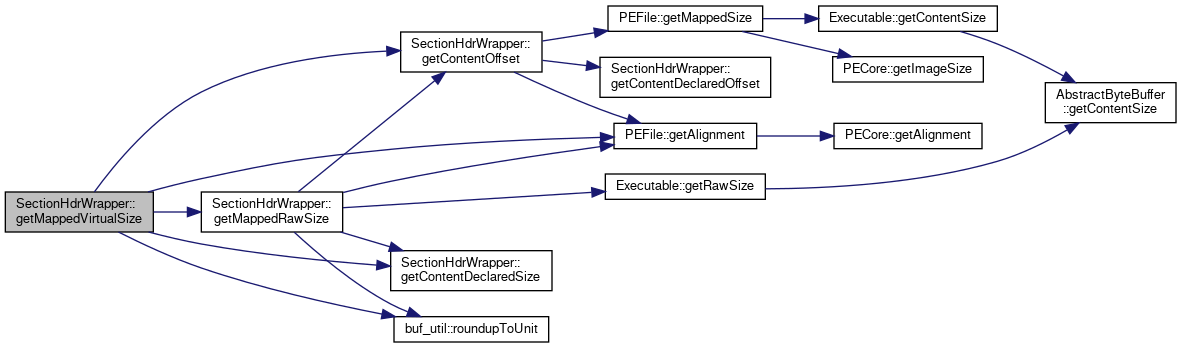 SectionHdrWrapper::
getMappedVirtualSize
SectionHdrWrapper::
getContentOffset
SectionHdrWrapper::
getMappedRawSize
SectionHdrWrapper::
getContentDeclaredSize
buf_util::roundupToUnit
PEFile::getMappedSize
SectionHdrWrapper::
getContentDeclaredOffset
PEFile::getAlignment
Executable::getRawSize
Executable::getContentSize
PECore::getImageSize
PECore::getAlignment
AbstractByteBuffer
::getContentSize